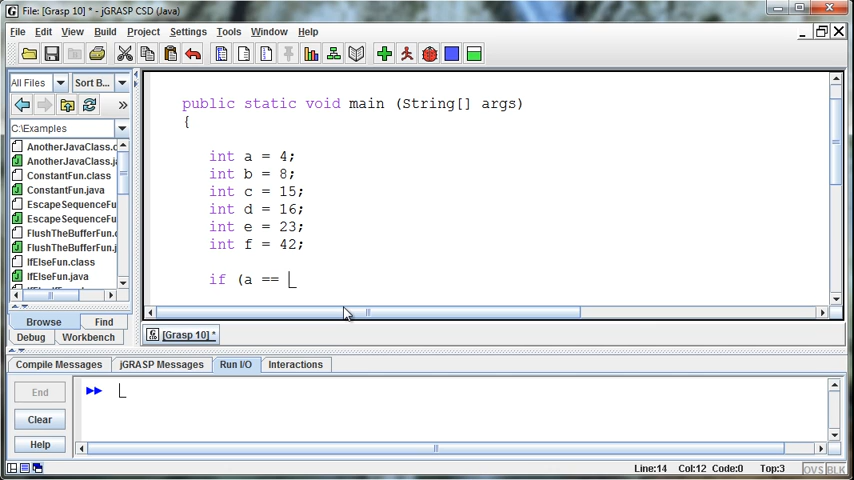 File: [Grasp 10] * - jGRASP CSD (Java)
File Edit View Build Project Settings Tools Window Help
All Files Sort B...
C:\Examples
AnotherJavaClass.c
AnotherJavaClass.ja
ConstantFun.class
ConstantFun.java
EscapeSequenceFu
EscapeSequenceFu
FlushTheBufferFun.c
FlushTheBufferFun.ja
IfElseFun.class
IfElseFun.java
Browse Find
Debug Workbench
public static void main (String[] args)
{
int a = 4;
int b = 8;
int c = 15;
int d = 16;
int e = 23;
int f = 42;
if (a ==
[Grasp 10] *
Compile Messages jGRASP Messages Run I/O Interactions
End
Clear
Help
Line:14 Col:12 Code:0 Top:3 OVS BLK